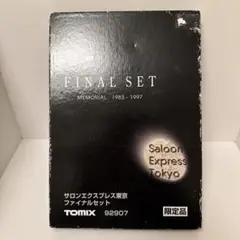 FINAL SET
MEMORIAL 1983-1997
Saloon
Express
Tokyo
サロンエクスプレス東京
ファイナルセット
TOMIX 92907 限定品